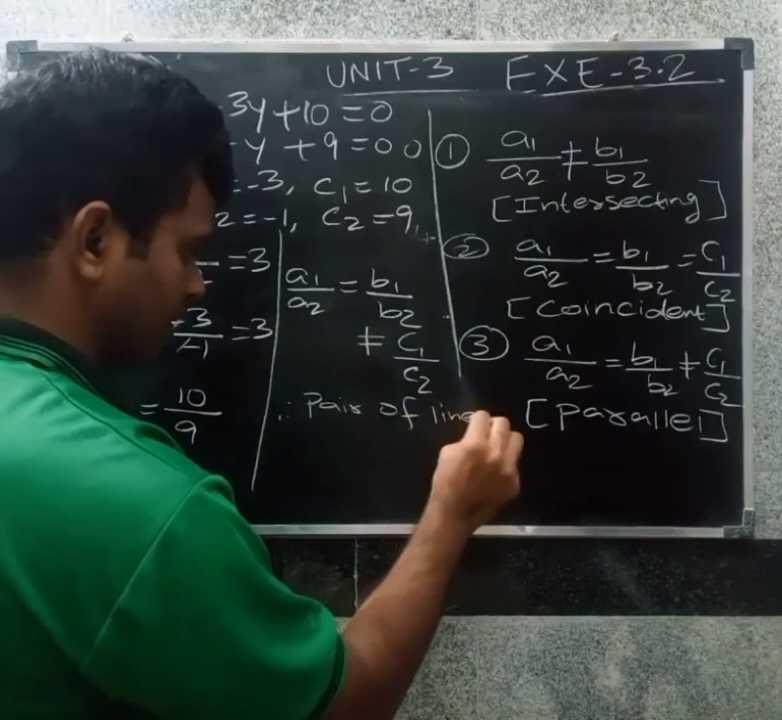 UNIT-3 EXE-3.2
3y+10=0
-y +9=00
=-3, C₁=10
2=-1, C₂=9,
=3
-3/-1=3
=10/9
a₁/a₂=b₁/b₂
≠C₁/C₂
∴ Pair of line
① a₁/a₂≠b₁/b₂
[Intersecting]
② a₁/a₂=b₁/b₂=C₁/C₂
[Coincident]
③ a₁/a₂=b₁/b₂≠C₁/C₂
[Parallel]